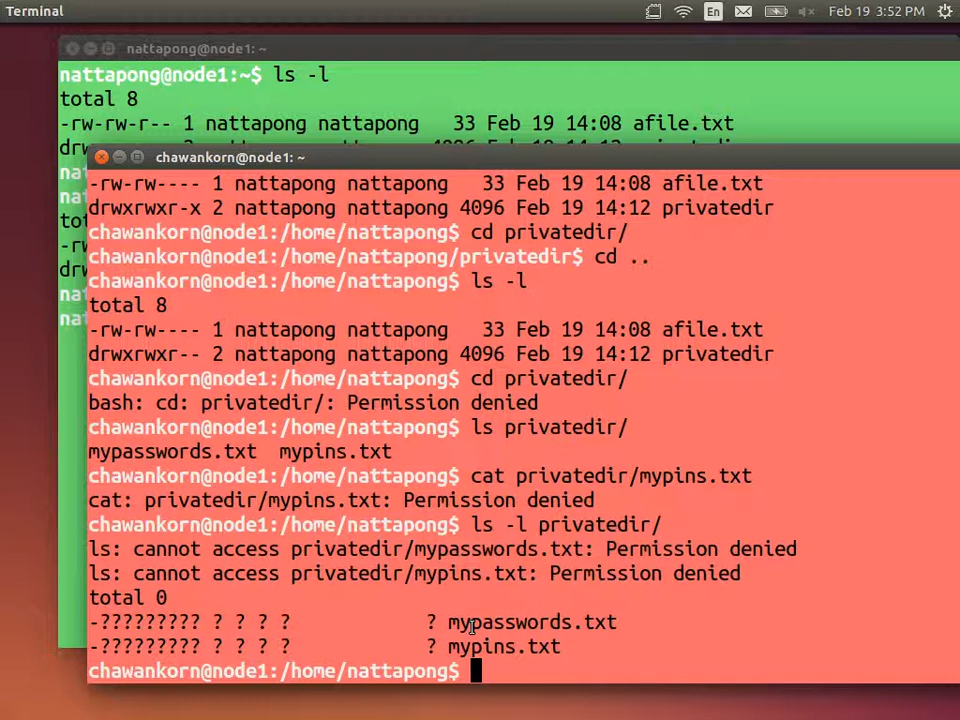 Terminal
En
Feb 19 3:52 PM
nattapong@node1: ~
nattapong@node1:~$ ls -l
total 8
-rw-rw-r-- 1 nattapong nattapong   33 Feb 19 14:08 afile.txt
chawankorn@node1: ~
-rw-rw---- 1 nattapong nattapong   33 Feb 19 14:08 afile.txt
drwxrwxr-x 2 nattapong nattapong 4096 Feb 19 14:12 privatedir
chawankorn@node1:/home/nattapong$ cd privatedir/
chawankorn@node1:/home/nattapong/privatedir$ cd ..
chawankorn@node1:/home/nattapong$ ls -l
total 8
-rw-rw---- 1 nattapong nattapong   33 Feb 19 14:08 afile.txt
drwxrwxr-- 2 nattapong nattapong 4096 Feb 19 14:12 privatedir
chawankorn@node1:/home/nattapong$ cd privatedir/
bash: cd: privatedir/: Permission denied
chawankorn@node1:/home/nattapong$ ls privatedir/
mypasswords.txt  mypins.txt
chawankorn@node1:/home/nattapong$ cat privatedir/mypins.txt
cat: privatedir/mypins.txt: Permission denied
chawankorn@node1:/home/nattapong$ ls -l privatedir/
ls: cannot access privatedir/mypasswords.txt: Permission denied
ls: cannot access privatedir/mypins.txt: Permission denied
total 0
-????????? ? ? ? ?            ? mypasswords.txt
-????????? ? ? ? ?            ? mypins.txt
chawankorn@node1:/home/nattapong$